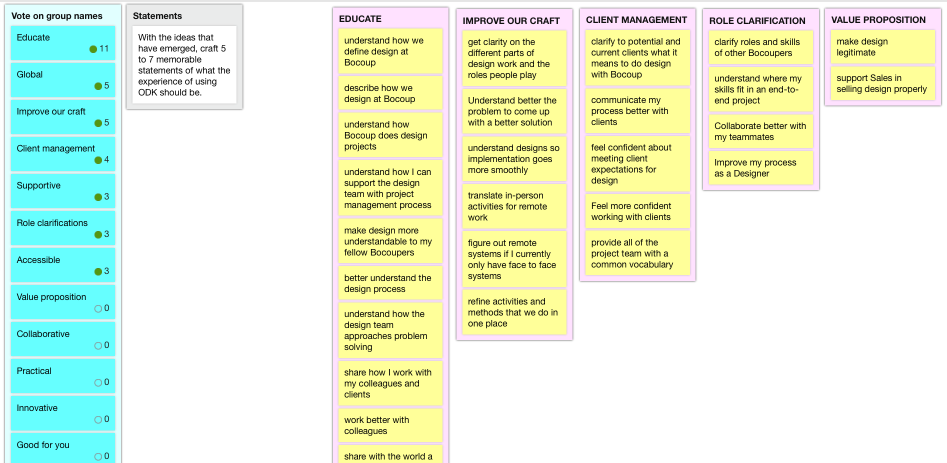 Vote on group names
Educate
11
Global
5
Improve our craft
5
Client management
4
Supportive
3
Role clarifications
3
Accessible
3
Value proposition
0
Collaborative
0
Practical
0
Innovative
0
Good for you
0
Statements
With the ideas
that have
emerged, craft 5
to 7 memorable
statements of what
the experience of
using
ODK should be.
EDUCATE
understand how we
define design at
Bocoup
describe how we
design at Bocoup
understand how
Bocoup does design
projects
understand how I can
support the design
team with project
management process
make design more
understandable to my
fellow Bocoupers
better understand the
design process
understand how the
design team
approaches problem
solving
share how I work with
my colleagues and
clients
work better with
colleagues
share with the world a
IMPROVE OUR CRAFT
get clarity on the
different parts of
design work and the
roles people play
Understand better the
problem to come up
with a better solution
understand designs so
implementation goes
more smoothly
translate in-person
activities for remote
work
figure out remote
systems if I currently
only have face to face
systems
refine activities and
methods that we do in
one place
CLIENT MANAGEMENT
clarify to potential and
current clients what it
means to do design
with Bocoup
communicate my
process better with
clients
feel confident about
meeting client
expectations for
design
Feel more confident
working with clients
provide all of the
project team with a
common vocabulary
ROLE CLARIFICATION
clarify roles and skills
of other Bocoupers
understand where my
skills fit in an end-to-
end project
Collaborate better with
my teammates
Improve my process
as a Designer
VALUE PROPOSITION
make design
legitimate
support Sales in
selling design properly